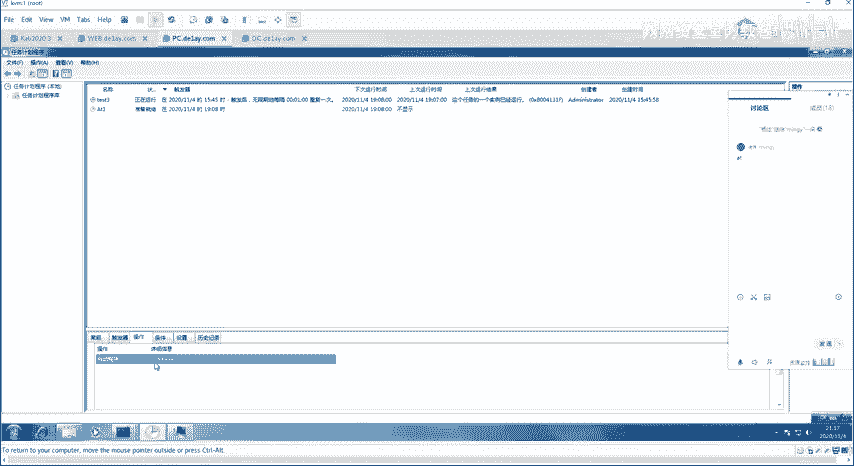 kvm:1 (root)
File Edit View VM Tabs Help
Kali2020.3 WEB.de1ay.com PC.de1ay.com DC.de1ay.com
任务计划程序
文件(F) 操作(A) 查看(V) 帮助(H)
任务计划程序 (本地)
任务计划程序库
名称 状... 触发器 下次运行时间 上次运行时间 上次运行结果 创建者 创建时间
test3 正在运行 在 2020/11/4 的 15:45 时 - 触发后，无限期地每隔 00:01:00 重复一次。 2020/11/4 19:08:00 2020/11/4 19:07:00 这个任务的一个实例已经运行。 (0x8004131F) Administrator 2020/11/4 15:45:58
At1 准备就绪 在 2020/11/4 的 19:08 时 2020/11/4 19:08:00 不显示
操作
讨论区
常规 触发器 操作 条件 设置 历史记录
操作 详细信息
发送
21:17
2020/11/4
To return to your computer, move the mouse pointer outside or press Ctrl-Alt.